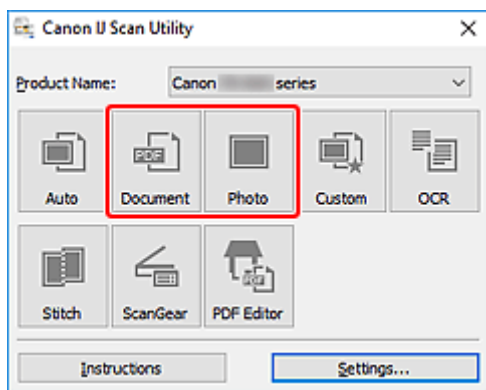 Canon IJ Scan Utility
Product Name: Canon series
Auto Document Photo Custom OCR
PDF
Stitch ScanGear PDF Editor
Instructions Settings...